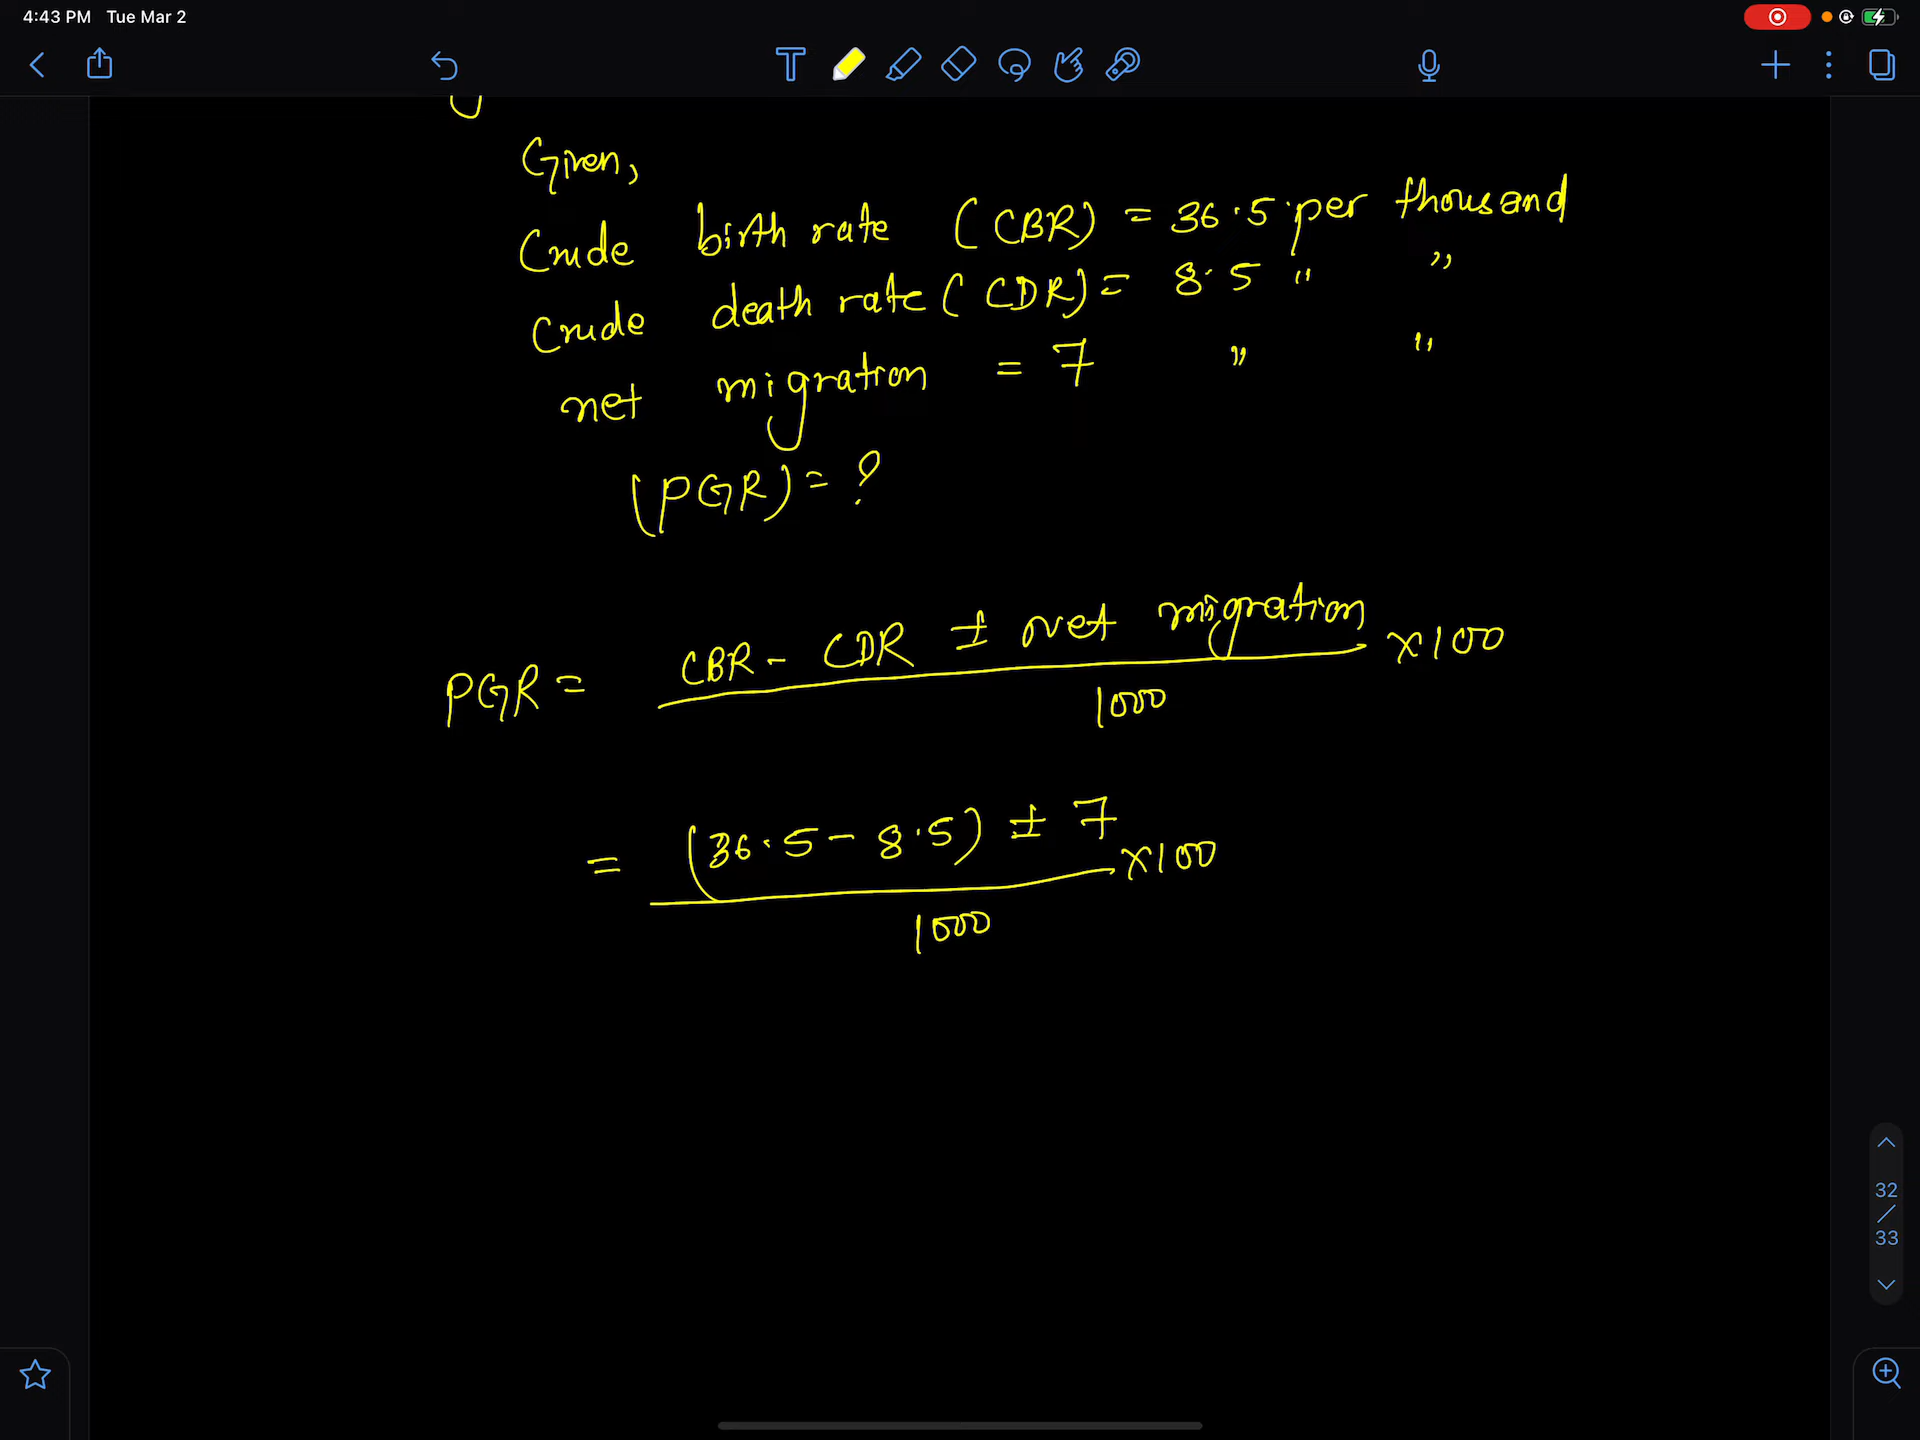 4:43 PM Tue Mar 2
Given,
Crude birth rate (CBR) = 36.5 per thousand
Crude death rate (CDR) = 8.5 " "
net migration = 7 " "
(PGR) = ?
PGR = CBR - CDR ± net migration ×100
1000
= (36.5 - 8.5) ± 7 ×100
1000
32
/
33